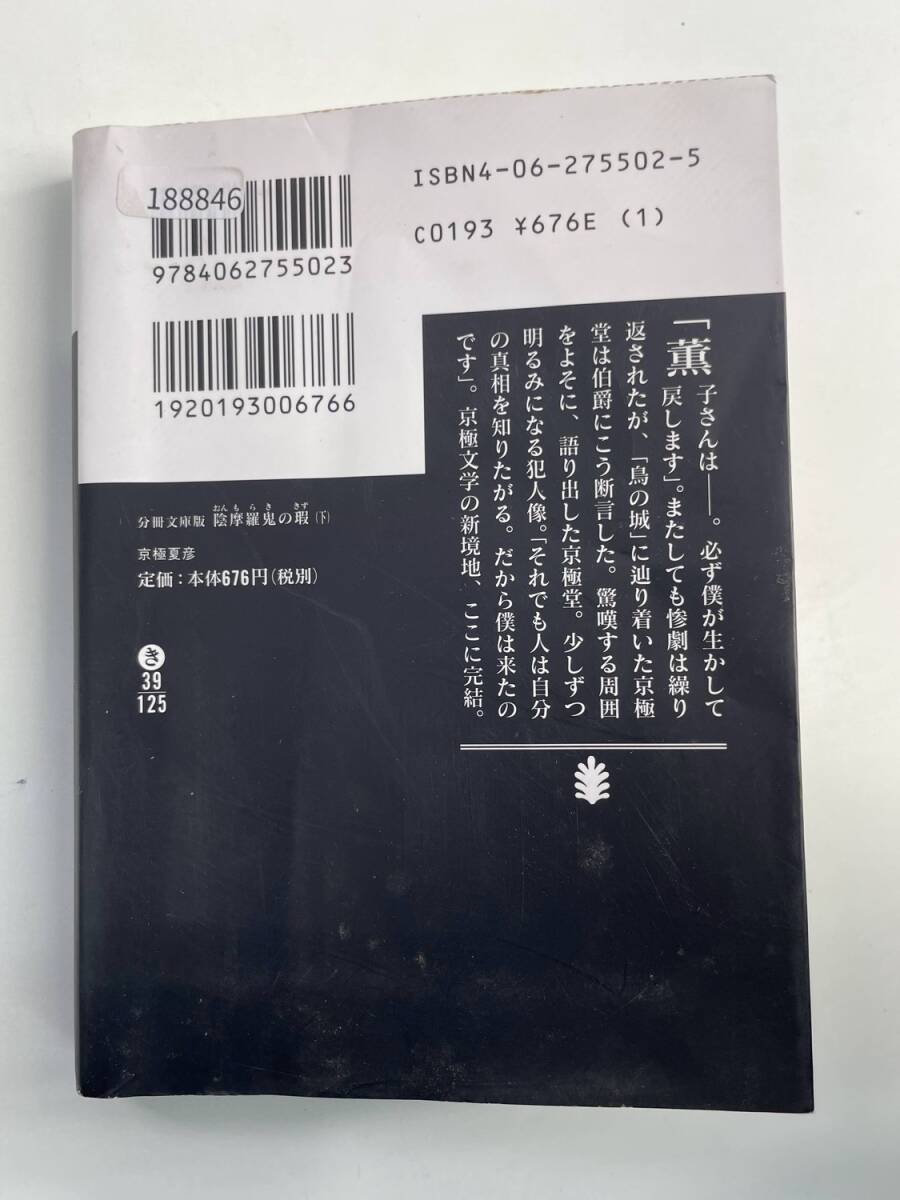 188846
9784062755023
1920193006766
ISBN4-06-275502-5
C0193 ¥676E (1)
「薫子さんは——。必ず僕が生かして
戻します」。またしても惨劇は繰り
返されたが、「鳥の城」に辿り着いた京極
堂は伯爵にこう断言した。驚嘆する周囲
をよそに、語り出した京極堂。少しずつ
明るみになる犯人像。「それでも人は自分
の真相を知りたがる。だから僕は来たの
です」。京極文学の新境地、ここに完結。
おんもらき きず
分冊文庫版 陰摩羅鬼の瑕(下)
京極夏彦
定価:本体676円(税別)
き
39
125